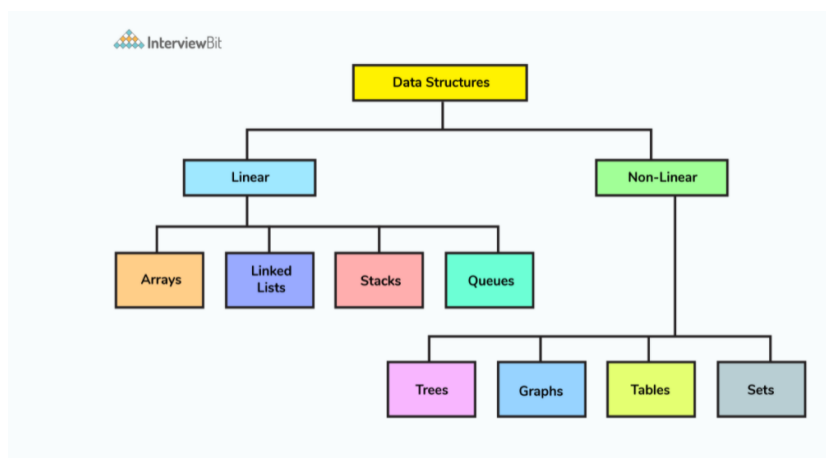 InterviewBit
Data Structures
Linear
Non-Linear
Arrays
Linked
Lists
Stacks
Queues
Trees
Graphs
Tables
Sets